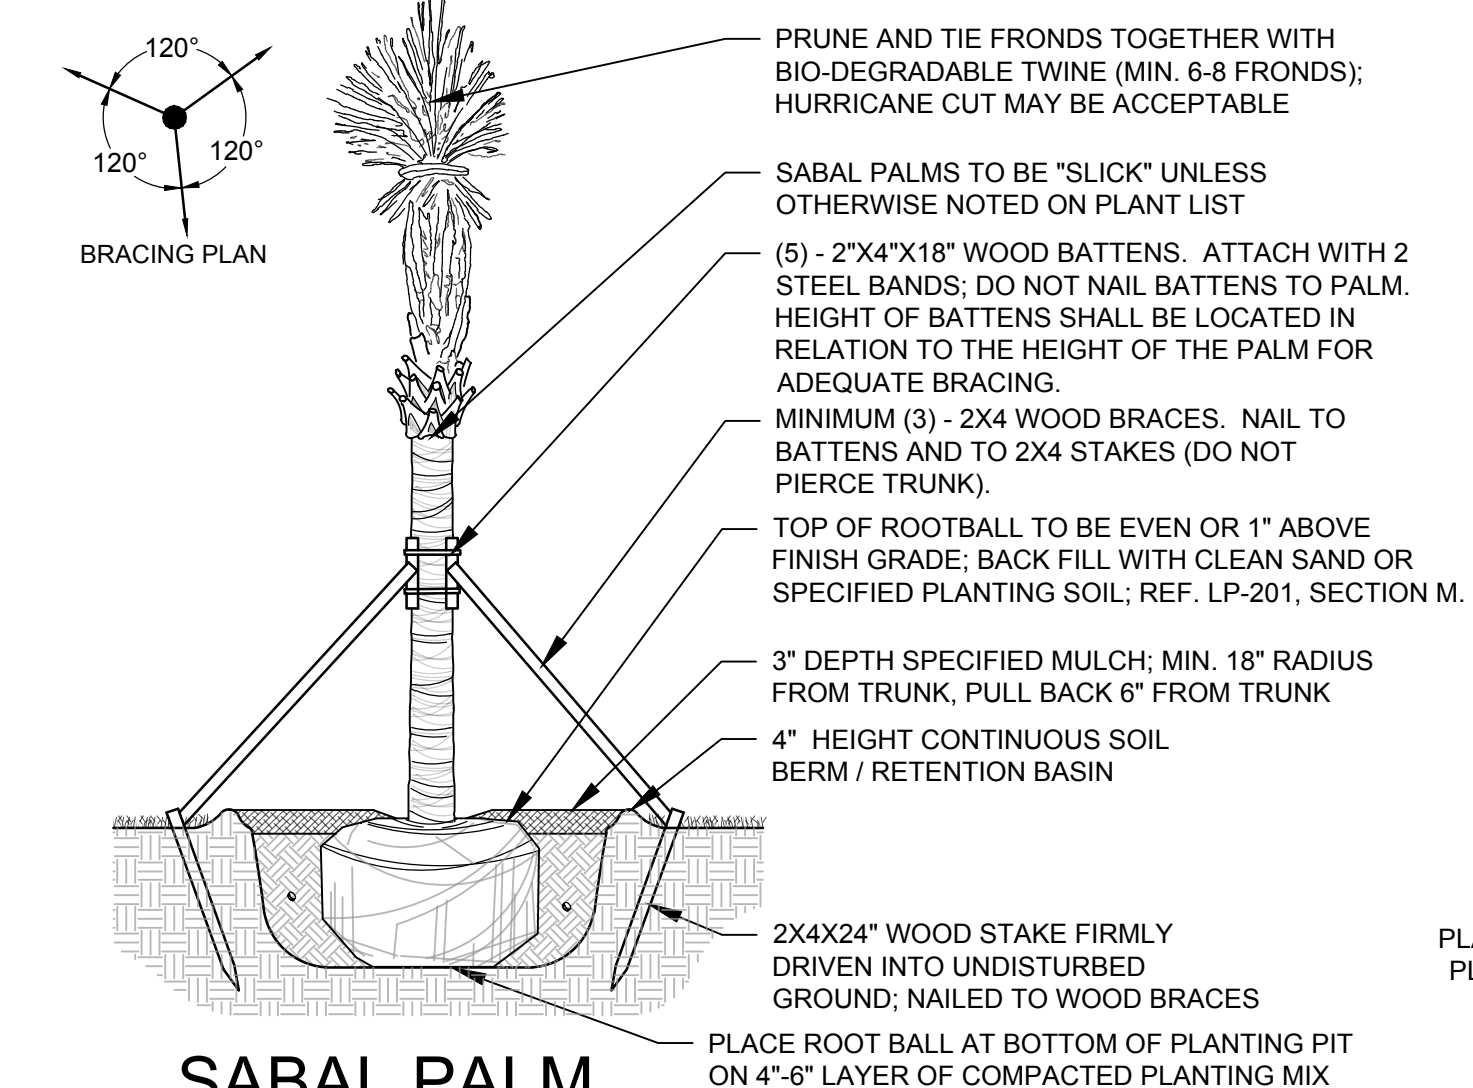 120°
120°
120°
BRACING PLAN
PRUNE AND TIE FRONDS TOGETHER WITH
BIO-DEGRADABLE TWINE (MIN. 6-8 FRONDS);
HURRICANE CUT MAY BE ACCEPTABLE
SABAL PALMS TO BE "SLICK" UNLESS
OTHERWISE NOTED ON PLANT LIST
(5) - 2"X4"X18" WOOD BATTENS. ATTACH WITH 2
STEEL BANDS; DO NOT NAIL BATTENS TO PALM.
HEIGHT OF BATTENS SHALL BE LOCATED IN
RELATION TO THE HEIGHT OF THE PALM FOR
ADEQUATE BRACING.
MINIMUM (3) - 2X4 WOOD BRACES. NAIL TO
BATTENS AND TO 2X4 STAKES (DO NOT
PIERCE TRUNK).
TOP OF ROOTBALL TO BE EVEN OR 1" ABOVE
FINISH GRADE; BACK FILL WITH CLEAN SAND OR
SPECIFIED PLANTING SOIL; REF. LP-201, SECTION M.
3" DEPTH SPECIFIED MULCH; MIN. 18" RADIUS
FROM TRUNK, PULL BACK 6" FROM TRUNK
4" HEIGHT CONTINUOUS SOIL
BERM / RETENTION BASIN
2X4X24" WOOD STAKE FIRMLY
DRIVEN INTO UNDISTURBED
GROUND; NAILED TO WOOD BRACES
PLACE ROOT BALL AT BOTTOM OF PLANTING PIT
ON 4"-6" LAYER OF COMPACTED PLANTING MIX
SABAL PALM